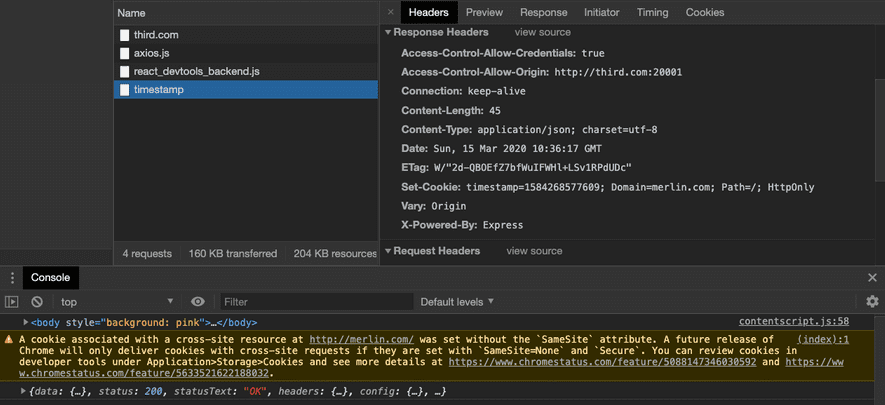 Name
third.com
axios.js
react_devtools_backend.js
timestamp
4 requests 160 KB transferred 204 KB resources
× Headers Preview Response Initiator Timing Cookies
Response Headers view source
Access-Control-Allow-Credentials: true
Access-Control-Allow-Origin: http://third.com:20001
Connection: keep-alive
Content-Length: 45
Content-Type: application/json; charset=utf-8
Date: Sun, 15 Mar 2020 10:36:17 GMT
ETag: W/"2d-QBOEfZ7bfWuIFWHl+LSv1RPdUDc"
Set-Cookie: timestamp=1584268577609; Domain=merlin.com; Path=/; HttpOnly
Vary: Origin
X-Powered-By: Express
Request Headers view source
Console
top Filter Default levels
<body style="background: pink">…</body> contentscript.js:58
A cookie associated with a cross-site resource at http://merlin.com/ was set without the `SameSite` attribute. A future release of (index):1
Chrome will only deliver cookies with cross-site requests if they are set with `SameSite=None` and `Secure`. You can review cookies in
developer tools under Application>Storage>Cookies and see more details at https://www.chromestatus.com/feature/5088147346030592 and https://ww
w.chromestatus.com/feature/5633521622188032.
{data: {…}, status: 200, statusText: "OK", headers: {…}, config: {…}, …}